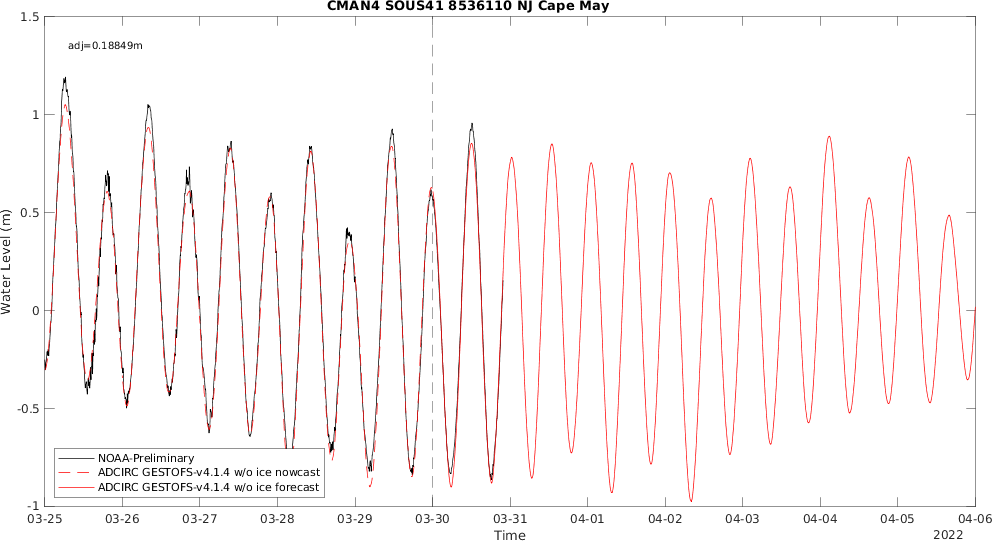 CMAN4 SOUS41 8536110 NJ Cape May
adj=0.18849m
1.5
1
0.5
0
-0.5
-1
Water Level (m)
NOAA-Preliminary
ADCIRC GESTOFS-v4.1.4 w/o ice nowcast
ADCIRC GESTOFS-v4.1.4 w/o ice forecast
03-25 03-26 03-27 03-28 03-29 03-30 03-31 04-01 04-02 04-03 04-04 04-05 04-06
Time
2022